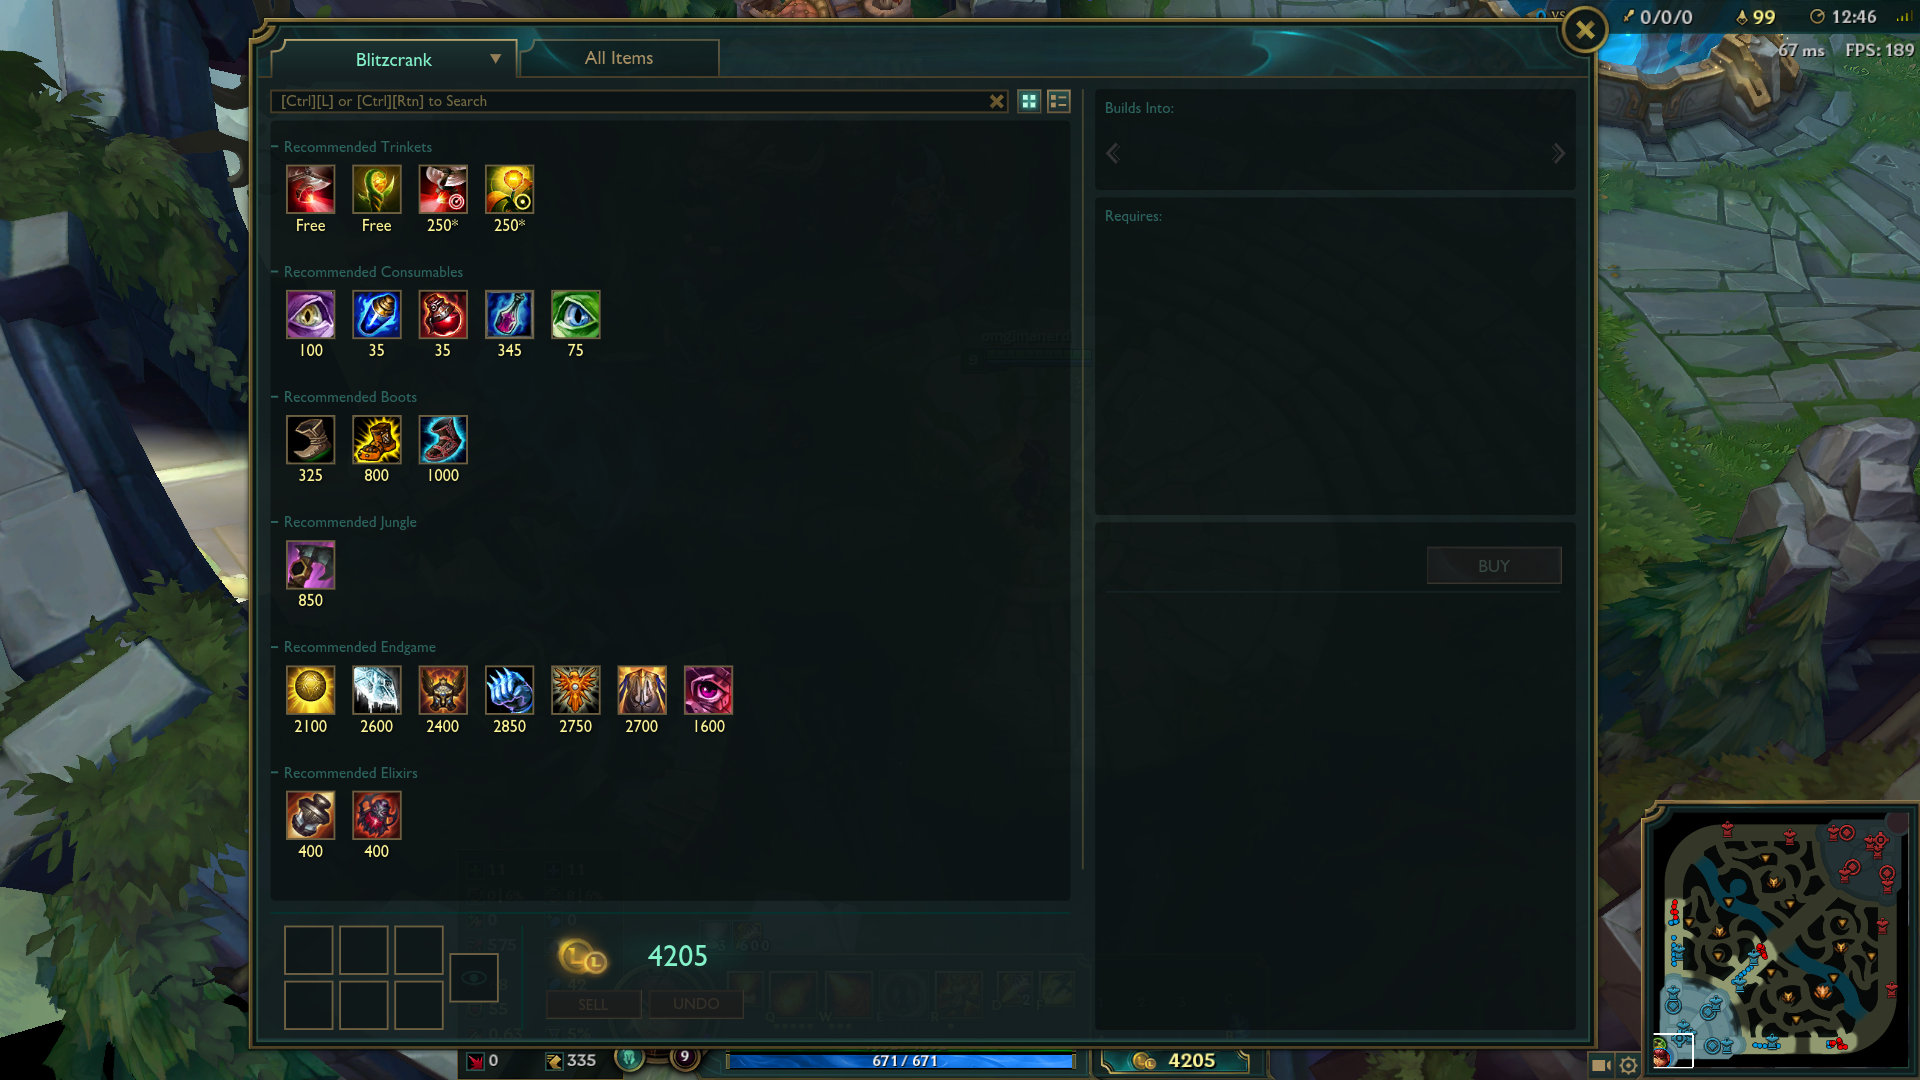 VS 0/0/0 99 12:46
67 ms FPS: 189
Blitzcrank All Items
[Ctrl][L] or [Ctrl][Rtn] to Search
Recommended Trinkets
Free Free 250* 250*
Recommended Consumables
100 35 35 345 75
Recommended Boots
325 800 1000
Recommended Jungle
850
Recommended Endgame
2100 2600 2400 2850 2750 2700 1600
Recommended Elixirs
400 400
Builds Into:
Requires:
BUY
4205
SELL UNDO
0 335 9 671 / 671 4205